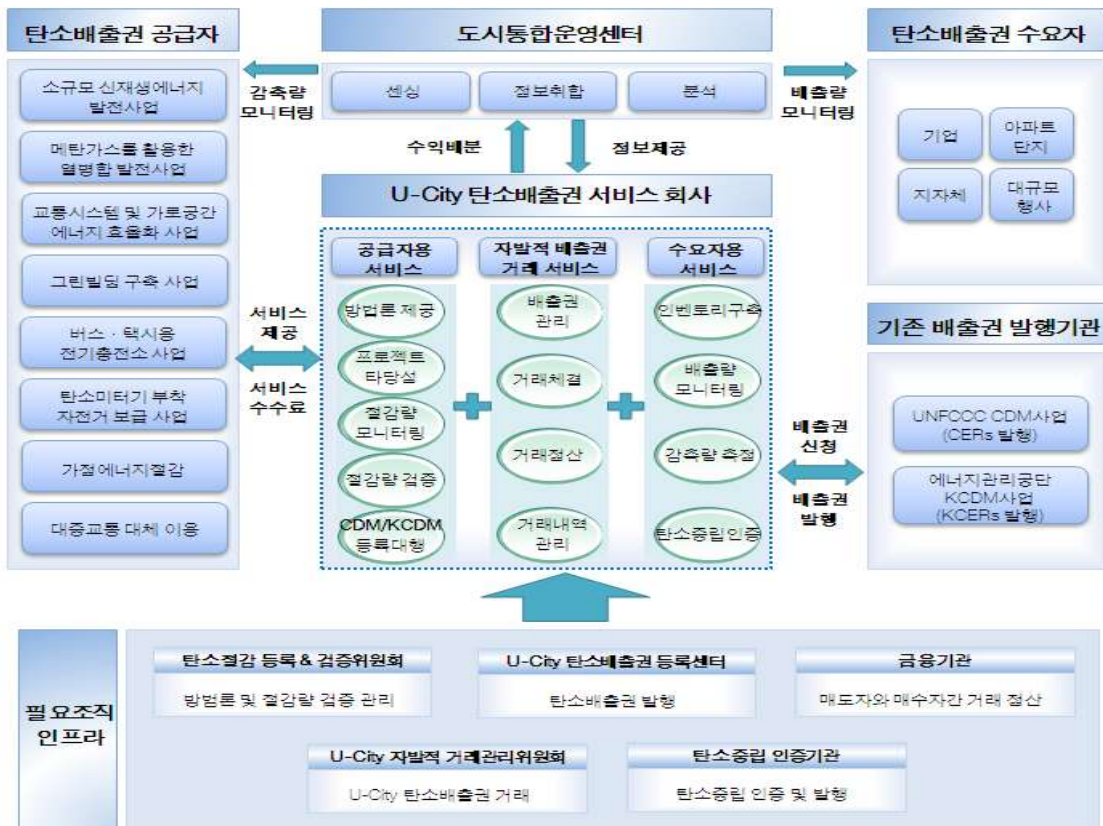 탄소배출권 공급자
소규모 신재생에너지
발전사업
메탄가스를 활용한
열병합 발전사업
교통시스템 및 가로공간
에너지 효율화 사업
그린빌딩 구축 사업
버스 · 택시용
전기충전소 사업
탄소미터기 부착
자전거 보급 사업
가정에너지절감
대중교통 대체 이용
감축량
모니터링
서비스
제공
서비스
수수료
도시통합운영센터
센싱
정보취합
분석
수익배분
정보제공
U-City 탄소배출권 서비스 회사
공급자용
서비스
방법론 제공
프로젝트
타당성
절감량
모니터링
절감량 검증
CDM/KCDM
등록대행
자발적 배출권
거래 서비스
배출권
관리
거래체결
거래정산
거래내역
관리
수요자용
서비스
인벤토리구축
배출량
모니터링
감축량 측정
탄소중립인증
배출량
모니터링
배출권
신청
배출권
발행
탄소배출권 수요자
기업
아파트
단지
지자체
대규모
행사
기존 배출권 발행기관
UNFCCC CDM사업
(CERs 발행)
에너지관리공단
KCDM사업
(KCERs 발행)
필요조직
인프라
탄소절감 등록 & 검증위원회
방법론 및 절감량 검증 관리
U-City 탄소배출권 등록센터
탄소배출권 발행
금융기관
매도자와 매수자간 거래 정산
U-City 자발적 거래관리위원회
U-City 탄소배출권 거래
탄소중립 인증기관
탄소중립 인증 및 발행